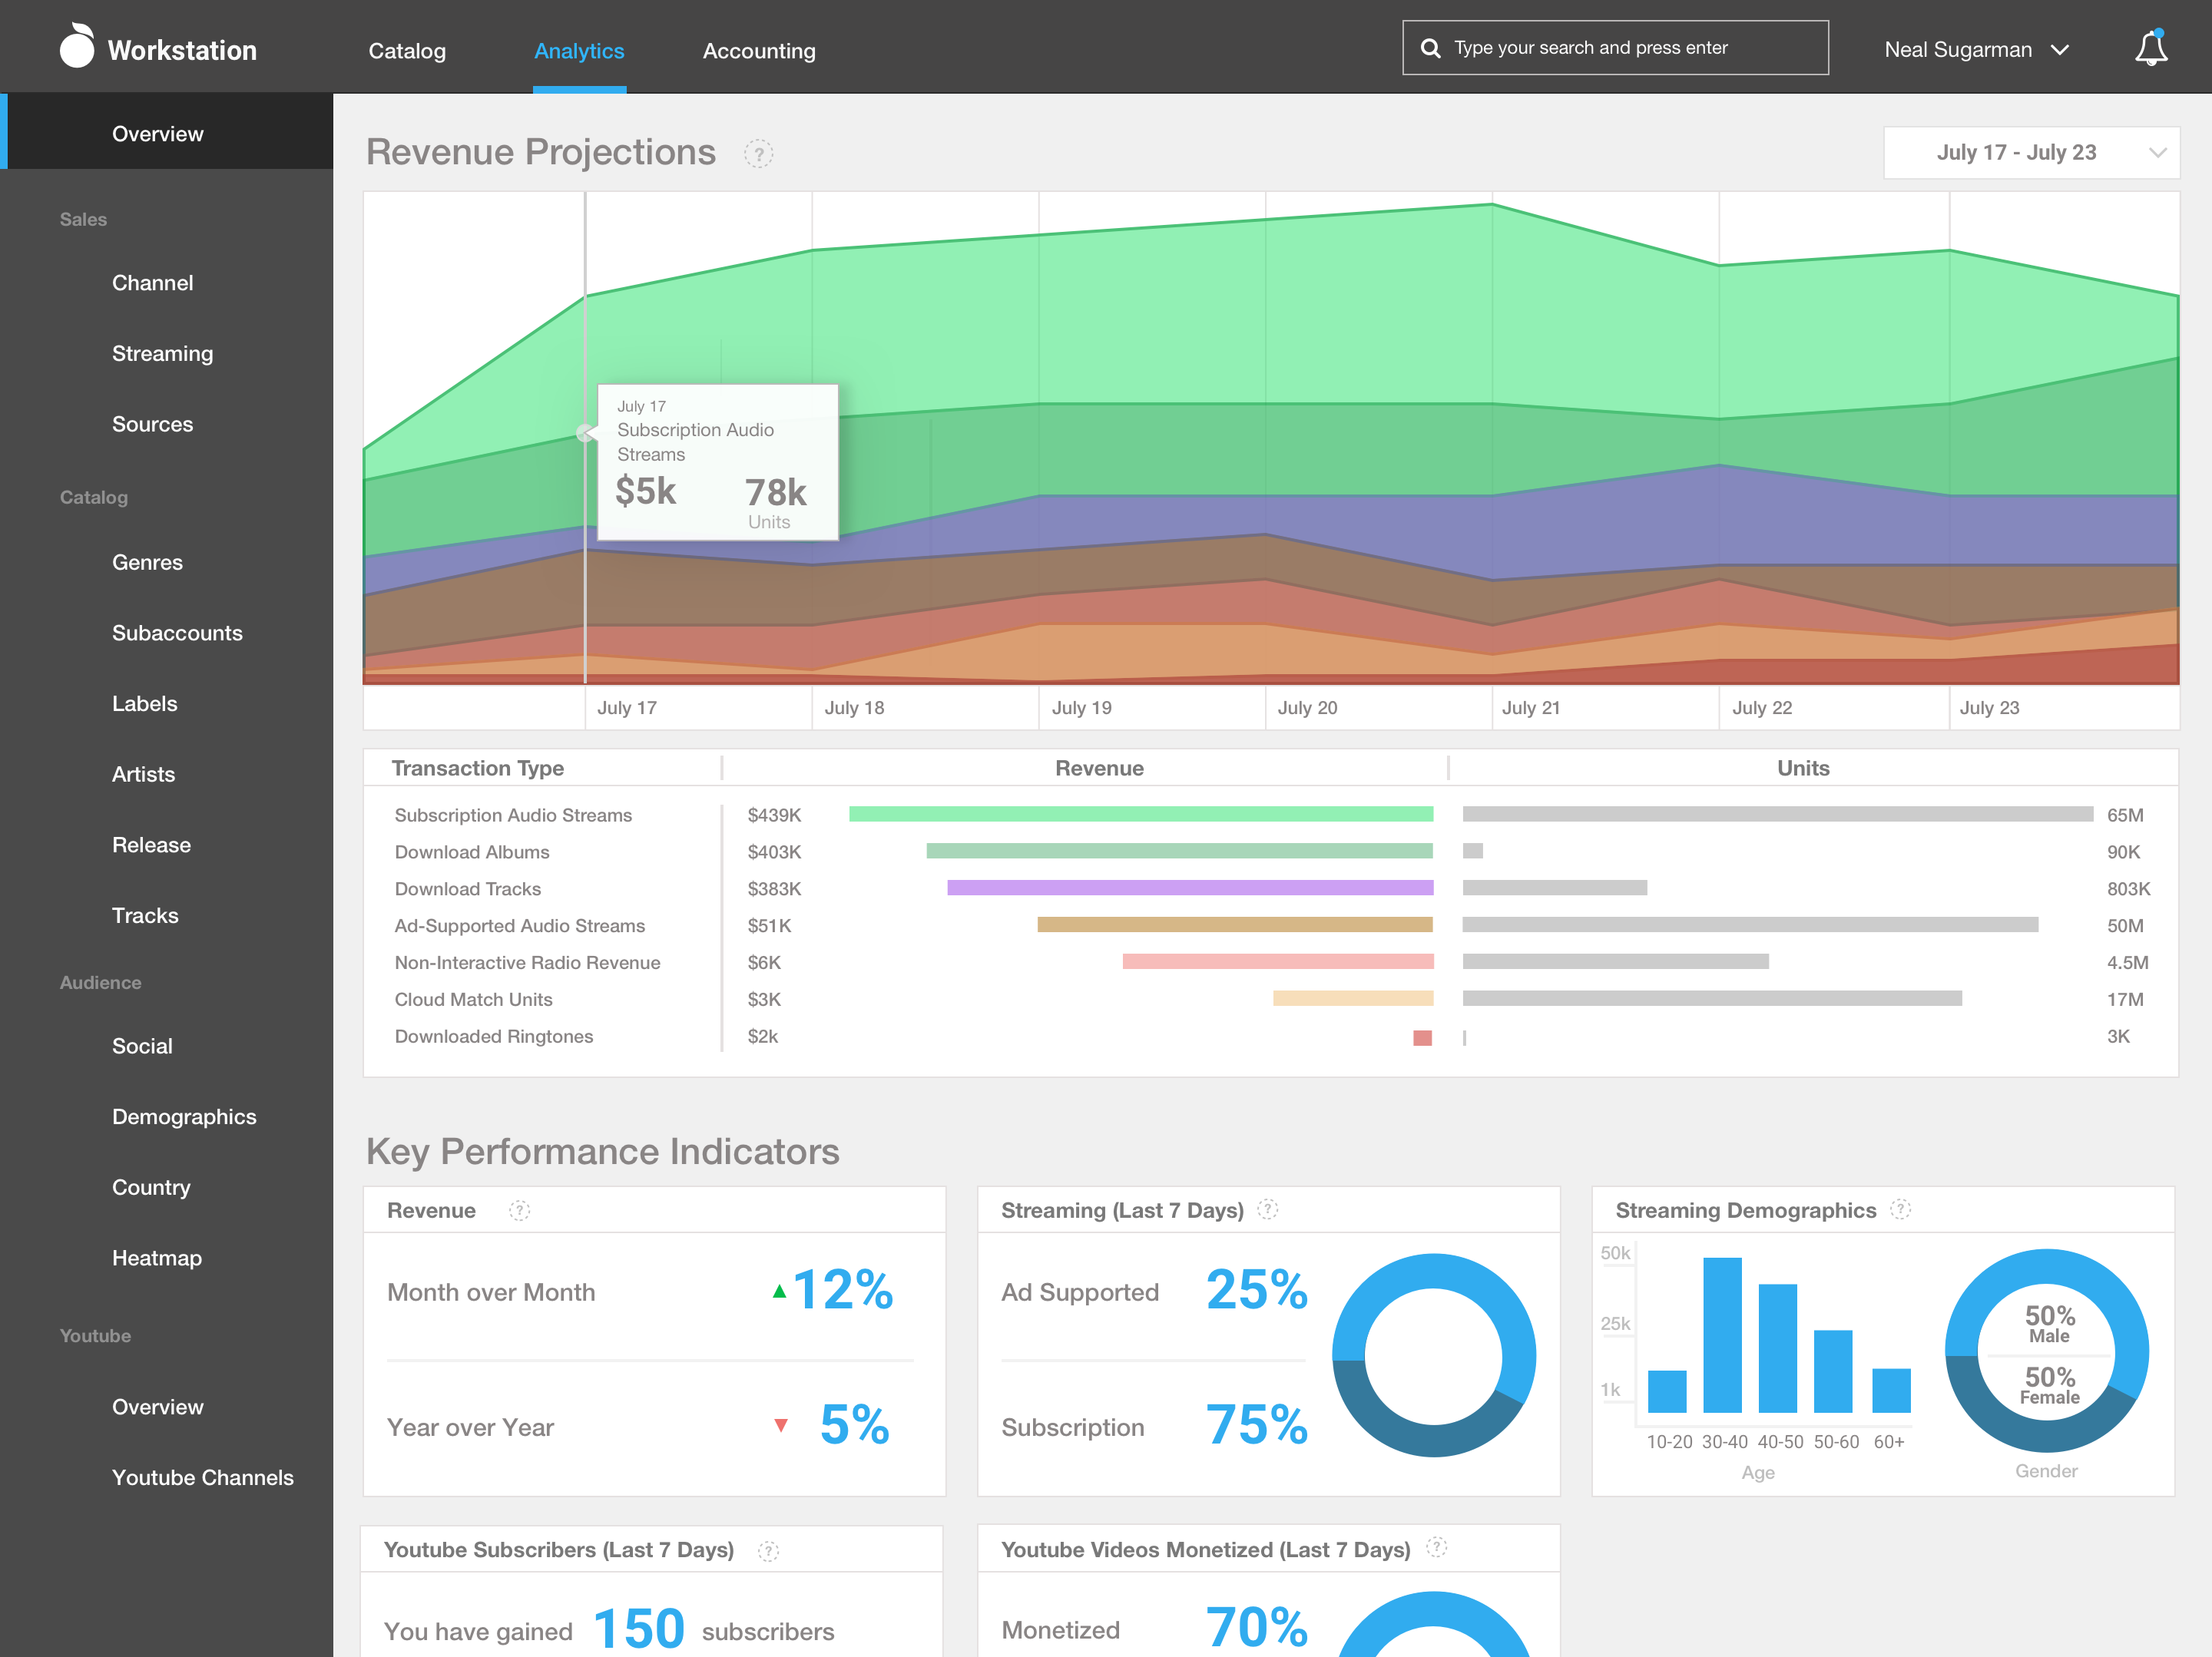 Workstation
Catalog
Analytics
Accounting
Type your search and press enter
Neal Sugarman
Overview
Sales
Channel
Streaming
Sources
Catalog
Genres
Subaccounts
Labels
Artists
Release
Tracks
Audience
Social
Demographics
Country
Heatmap
Youtube
Overview
Youtube Channels
Revenue Projections ?
July 17 - July 23
July 17
Subscription Audio
Streams
$5k 78k
Units
July 17 July 18 July 19 July 20 July 21 July 22 July 23
Transaction Type Revenue Units
Subscription Audio Streams $439K 65M
Download Albums $403K 90K
Download Tracks $383K 803K
Ad-Supported Audio Streams $51K 50M
Non-Interactive Radio Revenue $6K 4.5M
Cloud Match Units $3K 17M
Downloaded Ringtones $2k 3K
Key Performance Indicators
Revenue ?
Month over Month 12%
Year over Year 5%
Streaming (Last 7 Days) ?
Ad Supported 25%
Subscription 75%
Streaming Demographics ?
50k
25k
1k
10-20 30-40 40-50 50-60 60+
Age
50%
Male
50%
Female
Gender
Youtube Subscribers (Last 7 Days) ?
You have gained 150 subscribers
Youtube Videos Monetized (Last 7 Days) ?
Monetized 70%